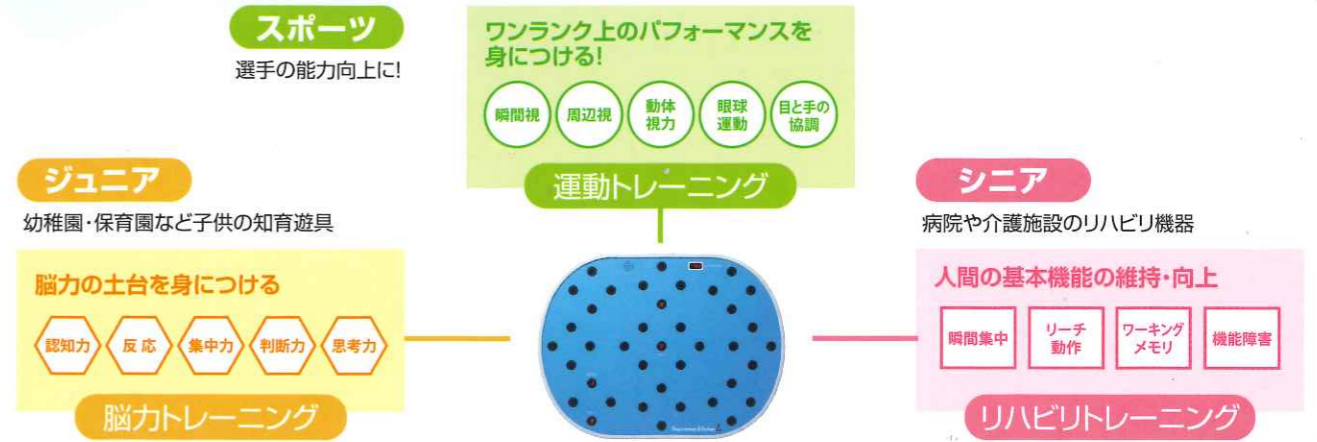 スポーツ
選手の能力向上に!
ワンランク上のパフォーマンスを
身につける!
瞬間視
周辺視
動体
視力
眼球
運動
目と手の
協調
運動トレーニング
ジュニア
幼稚園・保育園など子供の知育遊具
脳力の土台を身につける
認知力
反応
集中力
判断力
思考力
脳力トレーニング
シニア
病院や介護施設のリハビリ機器
人間の基本機能の維持・向上
瞬間集中
リーチ
動作
ワーキング
メモリ
機能障害
リハビリトレーニング